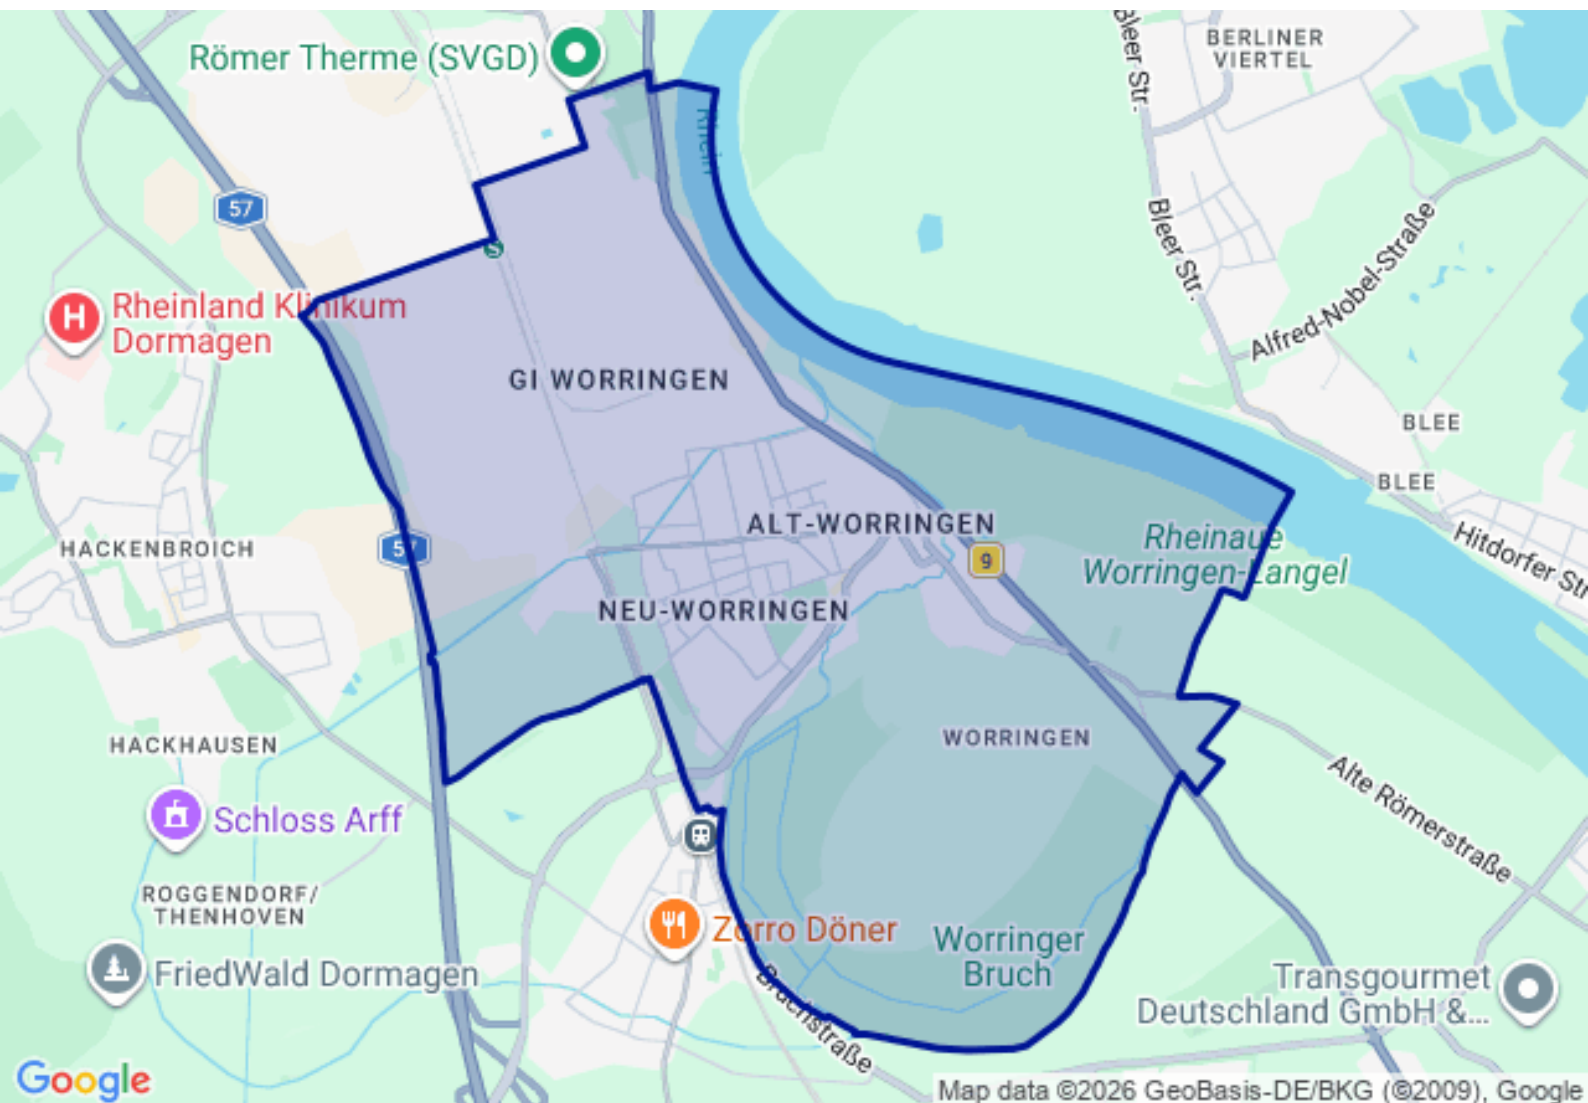 Bleer Str.
BERLINER
VIERTEL
Römer Therme (SVGD)
Rhein
57
Bleer Str.
Alfred-Nobel-Straße
Rheinland Klinikum
Dormagen
GI WORRINGEN
BLEE
BLEE
ALT-WORRINGEN
Rheinaue
Worringen-Langel
Hitdorfer Str
HACKENBROICH
57
9
NEU-WORRINGEN
HACKHAUSEN
WORRINGEN
Alte Römerstraße
Schloss Arff
ROGGENDORF/
THENHOVEN
Zorro Döner
Worringer
Bruch
FriedWald Dormagen
Bruchstraße
Transgourmet
Deutschland GmbH &...
Google
Map data ©2026 GeoBasis-DE/BKG (©2009), Google